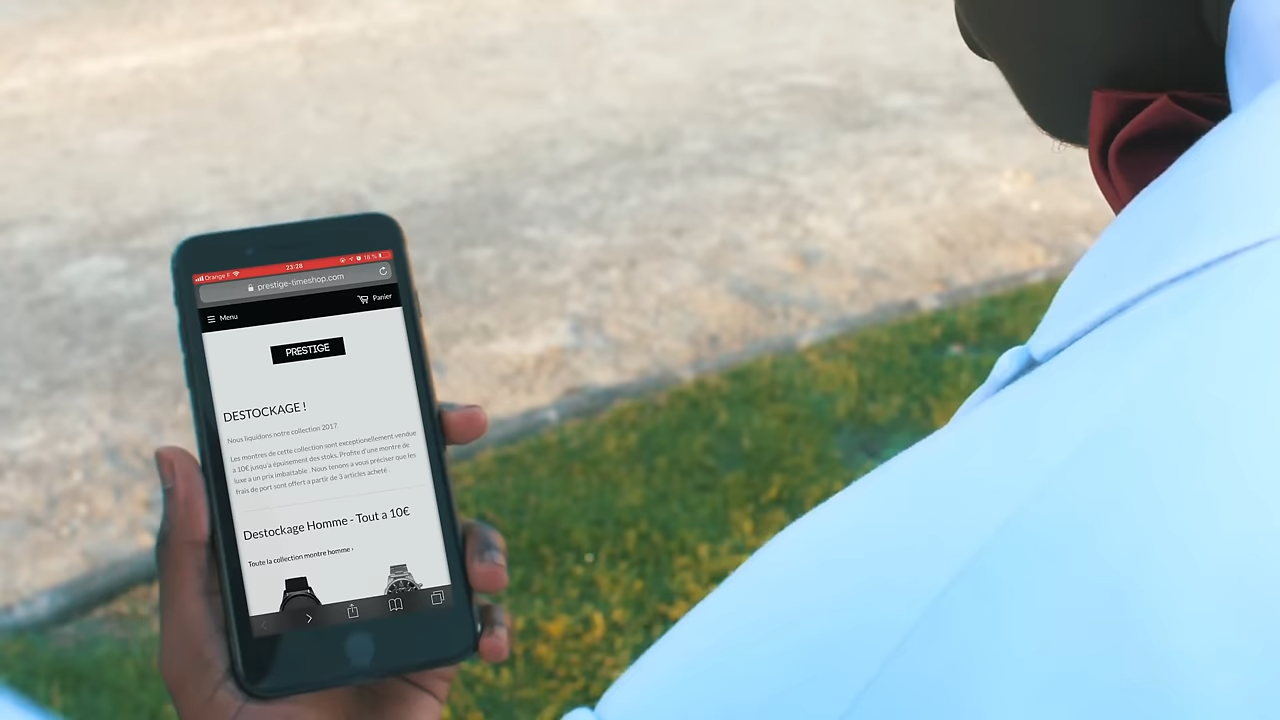 Orange F 23:28 18 %
prestige-timeshop.com
Menu Panier
PRESTIGE
DESTOCKAGE !
Nous liquidons notre collection 2017.
Les montres de cette collection sont exceptionellement vendue
à 10€ jusqu'a épuisement des stoks. Profite d'une montre de
luxe a un prix imbattable . Nous tenons a vous préciser que les
frais de port sont offert a partir de 3 articles acheté .
Destockage Homme - Tout a 10€
Toute la collection montre homme ›